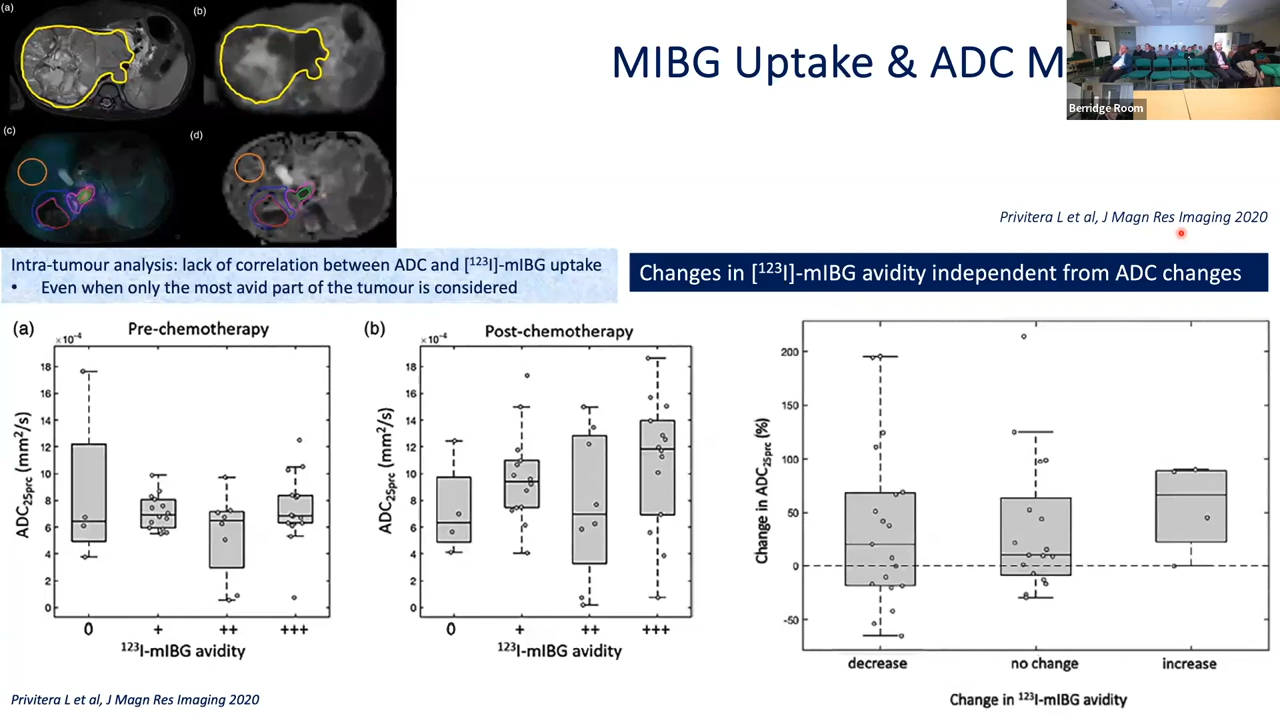 (a)
(b)
(c)
(d)
MIBG Uptake & ADC M
Berridge Room
Privitera L et al, J Magn Res Imaging 2020
Intra-tumour analysis: lack of correlation between ADC and [¹²³I]-mIBG uptake
• Even when only the most avid part of the tumour is considered
Changes in [¹²³I]-mIBG avidity independent from ADC changes
(a) Pre-chemotherapy
×10⁻⁴
18
16
14
12
10
8
6
4
2
0
ADC₂₅prc (mm²/s)
0 + ++ +++
¹²³I-mIBG avidity
(b) Post-chemotherapy
×10⁻⁴
18
16
14
12
10
8
6
4
2
0
ADC₂₅prc (mm²/s)
0 + ++ +++
¹²³I-mIBG avidity
200
150
100
50
0
-50
Change in ADC₂₅prc (%)
decrease no change increase
Change in ¹²³I-mIBG avidity
Privitera L et al, J Magn Res Imaging 2020